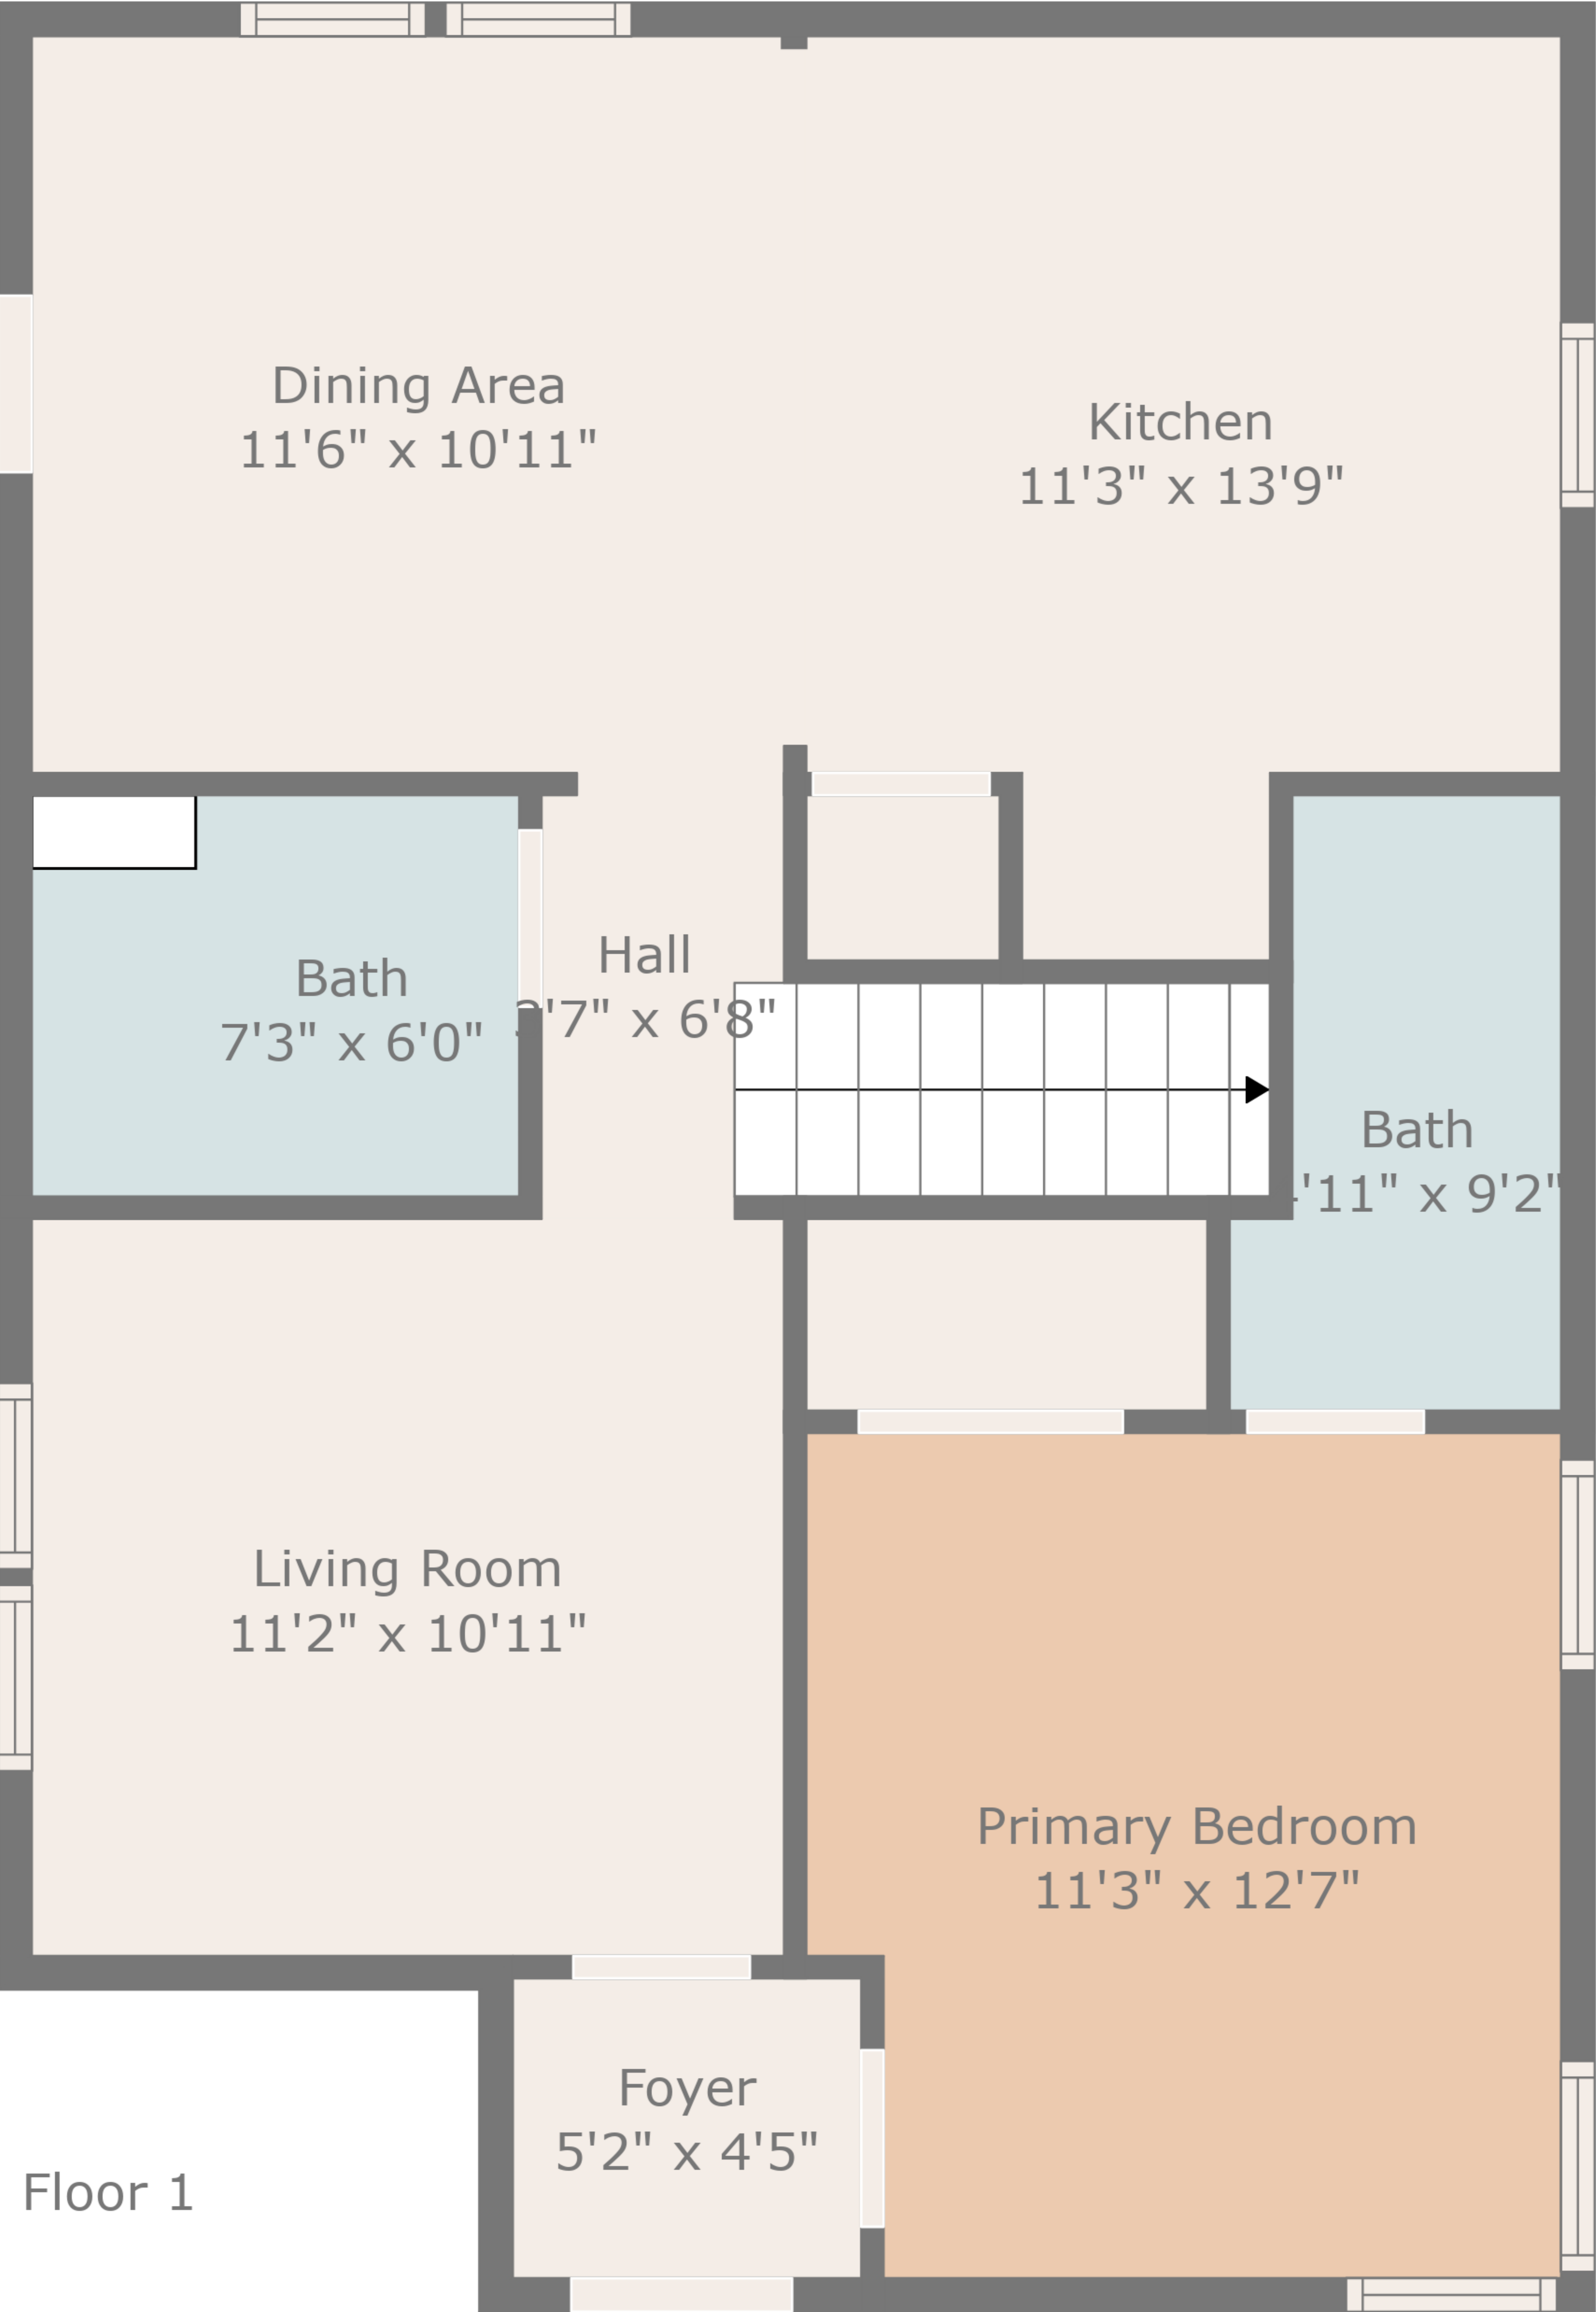 Dining Area
11'6" x 10'11"
Kitchen
11'3" x 13'9"
Hall
'7" x 6'8"
Bath
7'3" x 6'0"
Bath
'11" x 9'2"
Living Room
11'2" x 10'11"
Primary Bedroom
11'3" x 12'7"
Foyer
5'2" x 4'5"
Floor 1